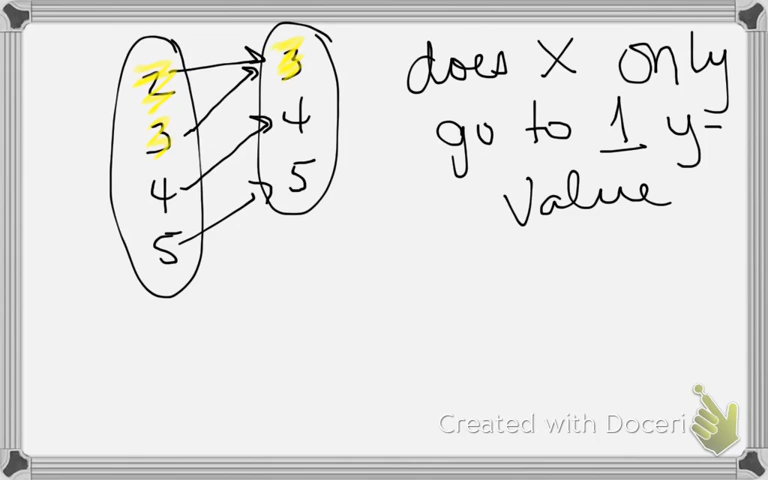 2 3
3 4
4 5
5
does X only
go to 1 y-
value
Created with Doceri